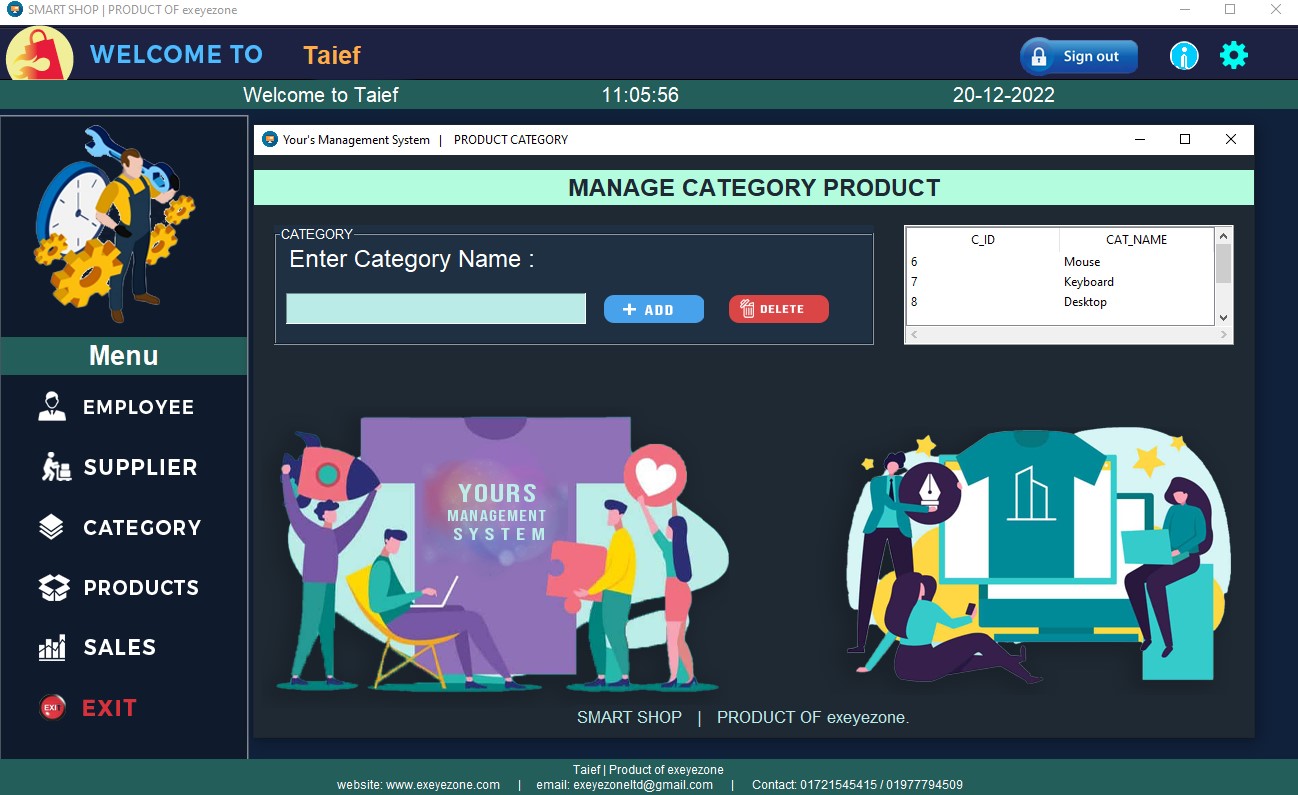 SMART SHOP | PRODUCT OF exeyezone
WELCOME TO Taief
Sign out
Welcome to Taief 11:05:56 20-12-2022
Your's Management System | PRODUCT CATEGORY
MANAGE CATEGORY PRODUCT
CATEGORY
Enter Category Name :
ADD DELETE
C_ID CAT_NAME
6 Mouse
7 Keyboard
8 Desktop
Menu
EMPLOYEE
SUPPLIER
CATEGORY
PRODUCTS
SALES
EXIT EXIT
YOURS
MANAGEMENT
SYSTEM
SMART SHOP | PRODUCT OF exeyezone.
Taief | Product of exeyezone
website: www.exeyezone.com | email: exeyezoneltd@gmail.com | Contact: 01721545415 / 01977794509